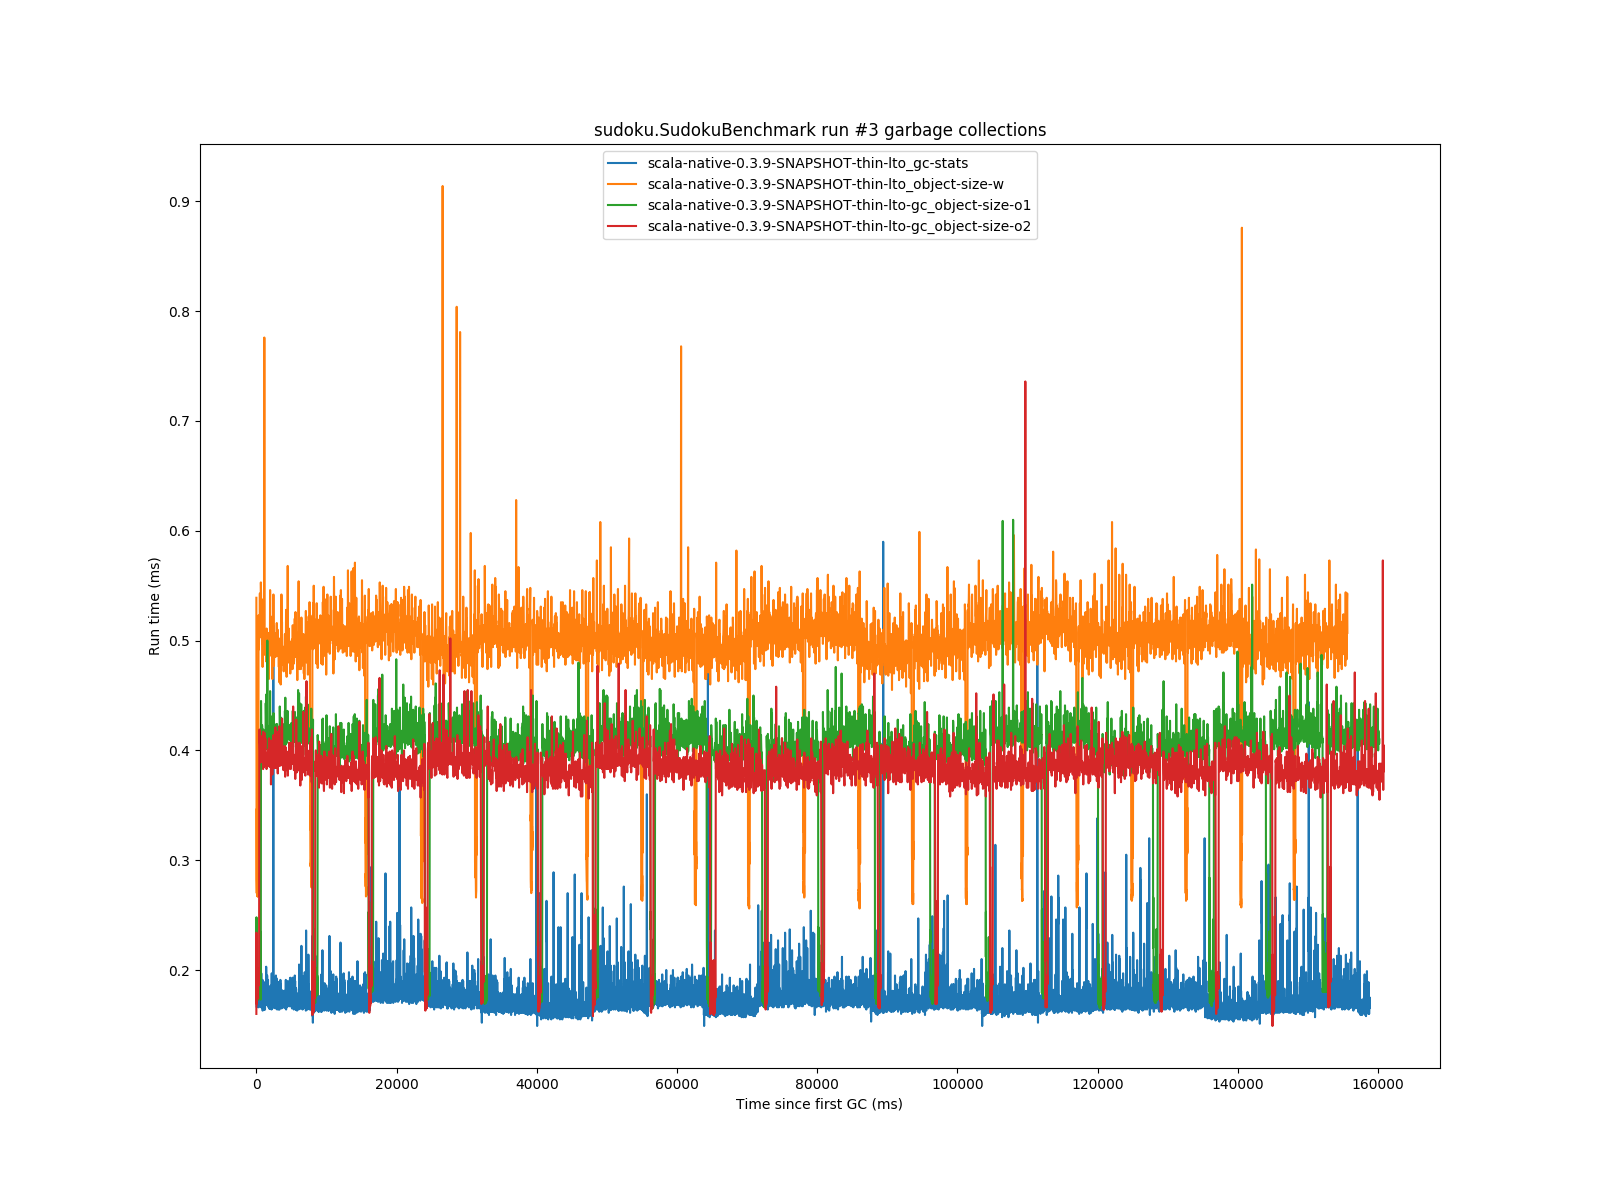 sudoku.SudokuBenchmark run #3 garbage collections
scala-native-0.3.9-SNAPSHOT-thin-lto_gc-stats
scala-native-0.3.9-SNAPSHOT-thin-lto_object-size-w
scala-native-0.3.9-SNAPSHOT-thin-lto-gc_object-size-o1
scala-native-0.3.9-SNAPSHOT-thin-lto-gc_object-size-o2
0.9
0.8
0.7
0.6
0.5
0.4
0.3
0.2
Run time (ms)
0 20000 40000 60000 80000 100000 120000 140000 160000
Time since first GC (ms)